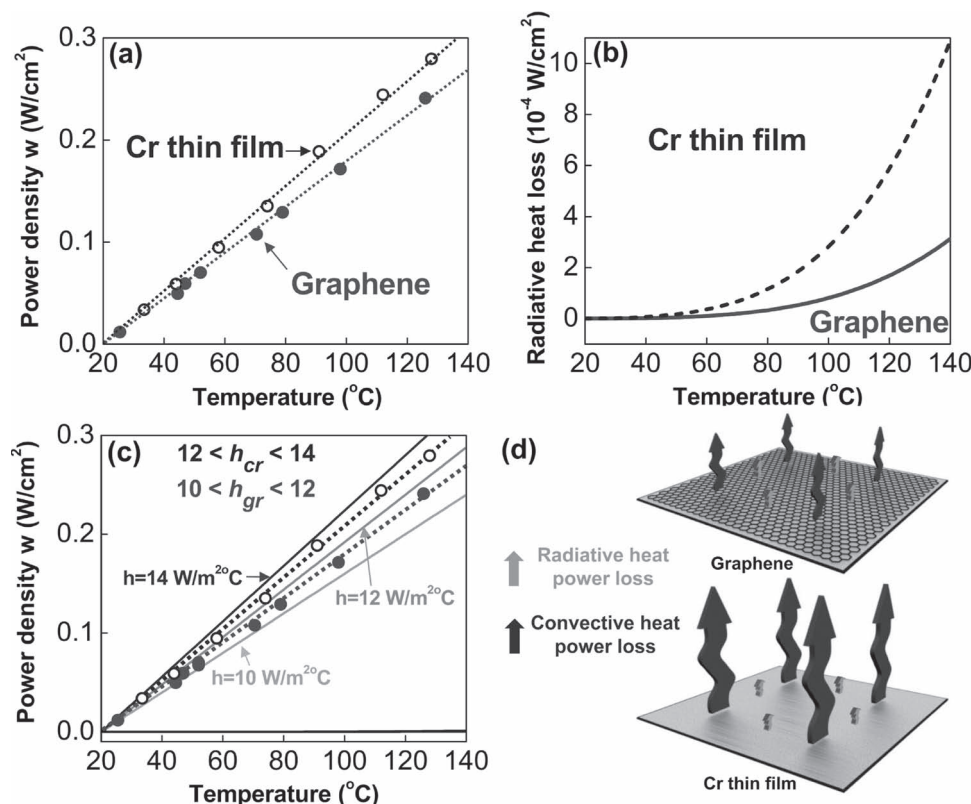 (a)
Power density w (W/cm²)
0.3
0.2
0.1
0.0
Cr thin film
Graphene
20 40 60 80 100 120 140
Temperature (°C)
(b)
Radiative heat loss (10⁻⁴ W/cm²)
10
8
6
4
2
0
Cr thin film
Graphene
20 40 60 80 100 120 140
Temperature (°C)
(c)
Power density w (W/cm²)
0.3
0.2
0.1
0.0
12 < h_cr < 14
10 < h_gr < 12
h=14 W/m²°C
h=12 W/m²°C
h=10 W/m²°C
20 40 60 80 100 120 140
Temperature (°C)
(d)
Graphene
Radiative heat
power loss
Convective heat
power loss
Cr thin film